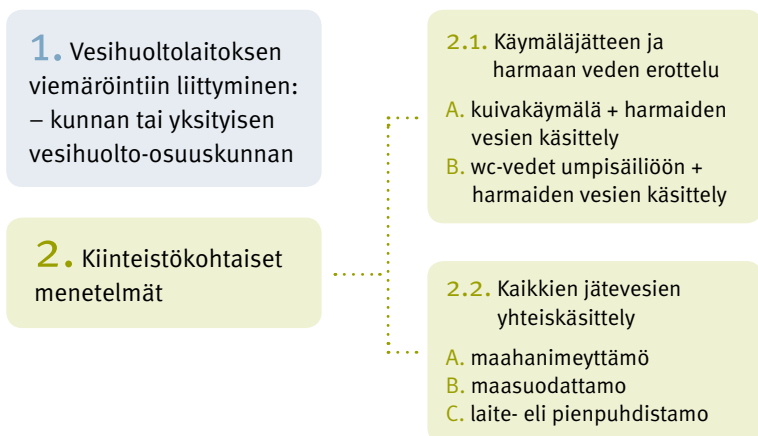 1. Vesihuoltolaitoksen
viemäröintiin liittyminen:
– kunnan tai yksityisen
vesihuolto-osuuskunnan
2. Kiinteistökohtaiset
menetelmät
2.1. Käymäläjätteen ja
harmaan veden erottelu
A. kuivakäymälä + harmaiden
vesien käsittely
B. wc-vedet umpisäiliöön +
harmaiden vesien käsittely
2.2. Kaikkien jätevesien
yhteiskäsittely
A. maahanimeyttämö
B. maasuodattamo
C. laite- eli pienpuhdistamo